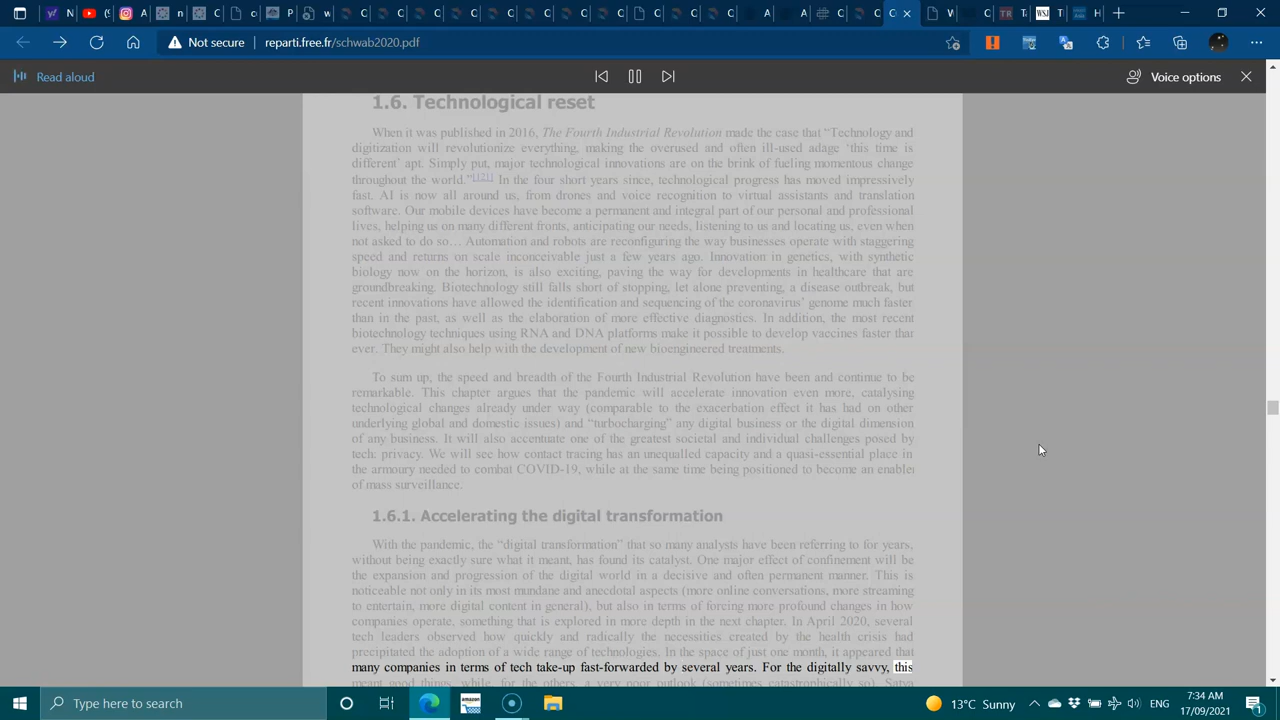 N
C
C
C
C
C
C
C
C
C
C
C
A
C
C
W
C
T
WSJ
T
H
Not secure
reparti.free.fr/schwab2020.pdf
Read aloud
Voice options
1.6. Technological reset
When it was published in 2016, The Fourth Industrial Revolution made the case that “Technology and
digitization will revolutionize everything, making the overused and often ill-used adage ‘this time is
different’ apt. Simply put, major technological innovations are on the brink of fueling momentous change
throughout the world.”[121] In the four short years since, technological progress has moved impressively
fast. AI is now all around us, from drones and voice recognition to virtual assistants and translation
software. Our mobile devices have become a permanent and integral part of our personal and professional
lives, helping us on many different fronts, anticipating our needs, listening to us and locating us, even when
not asked to do so… Automation and robots are reconfiguring the way businesses operate with staggering
speed and returns on scale inconceivable just a few years ago. Innovation in genetics, with synthetic
biology now on the horizon, is also exciting, paving the way for developments in healthcare that are
groundbreaking. Biotechnology still falls short of stopping, let alone preventing, a disease outbreak, but
recent innovations have allowed the identification and sequencing of the coronavirus’ genome much faster
than in the past, as well as the elaboration of more effective diagnostics. In addition, the most recent
biotechnology techniques using RNA and DNA platforms make it possible to develop vaccines faster than
ever. They might also help with the development of new bioengineered treatments.
To sum up, the speed and breadth of the Fourth Industrial Revolution have been and continue to be
remarkable. This chapter argues that the pandemic will accelerate innovation even more, catalysing
technological changes already under way (comparable to the exacerbation effect it has had on other
underlying global and domestic issues) and “turbocharging” any digital business or the digital dimension
of any business. It will also accentuate one of the greatest societal and individual challenges posed by
tech: privacy. We will see how contact tracing has an unequalled capacity and a quasi-essential place in
the armoury needed to combat COVID-19, while at the same time being positioned to become an enabler
of mass surveillance.
1.6.1. Accelerating the digital transformation
With the pandemic, the “digital transformation” that so many analysts have been referring to for years,
without being exactly sure what it meant, has found its catalyst. One major effect of confinement will be
the expansion and progression of the digital world in a decisive and often permanent manner. This is
noticeable not only in its most mundane and anecdotal aspects (more online conversations, more streaming
to entertain, more digital content in general), but also in terms of forcing more profound changes in how
companies operate, something that is explored in more depth in the next chapter. In April 2020, several
tech leaders observed how quickly and radically the necessities created by the health crisis had
precipitated the adoption of a wide range of technologies. In the space of just one month, it appeared that
many companies in terms of tech take-up fast-forwarded by several years. For the digitally savvy, this
meant good things, while, for the others, a very poor outlook (sometimes catastrophically so). Satya
Type here to search
13°C Sunny
ENG
7:34 AM
17/09/2021